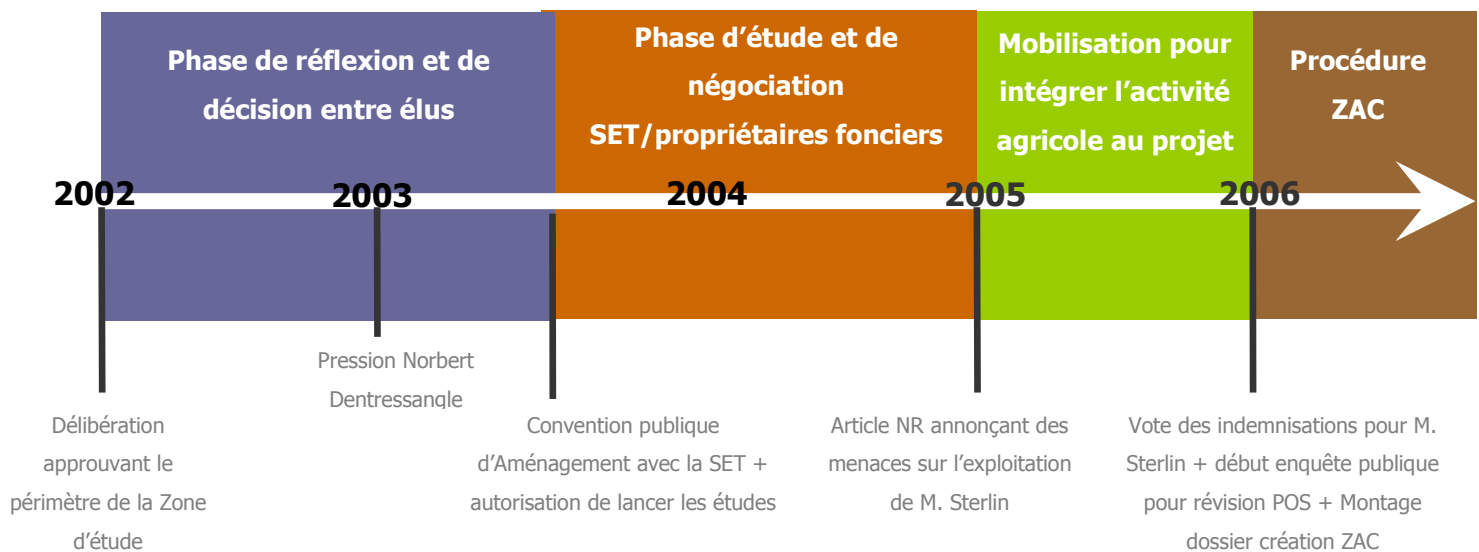 Phase de réflexion et de
décision entre élus
Phase d’étude et de
négociation
SET/propriétaires fonciers
Mobilisation pour
intégrer l’activité
agricole au projet
Procédure
ZAC
2002
2003
2004
2005
2006
Pression Norbert
Dentressangle
Délibération
approuvant le
périmètre de la Zone
d’étude
Convention publique
d’Aménagement avec la SET +
autorisation de lancer les études
Article NR annonçant des
menaces sur l’exploitation
de M. Sterlin
Vote des indemnisations pour M.
Sterlin + début enquête publique
pour révision POS + Montage
dossier création ZAC